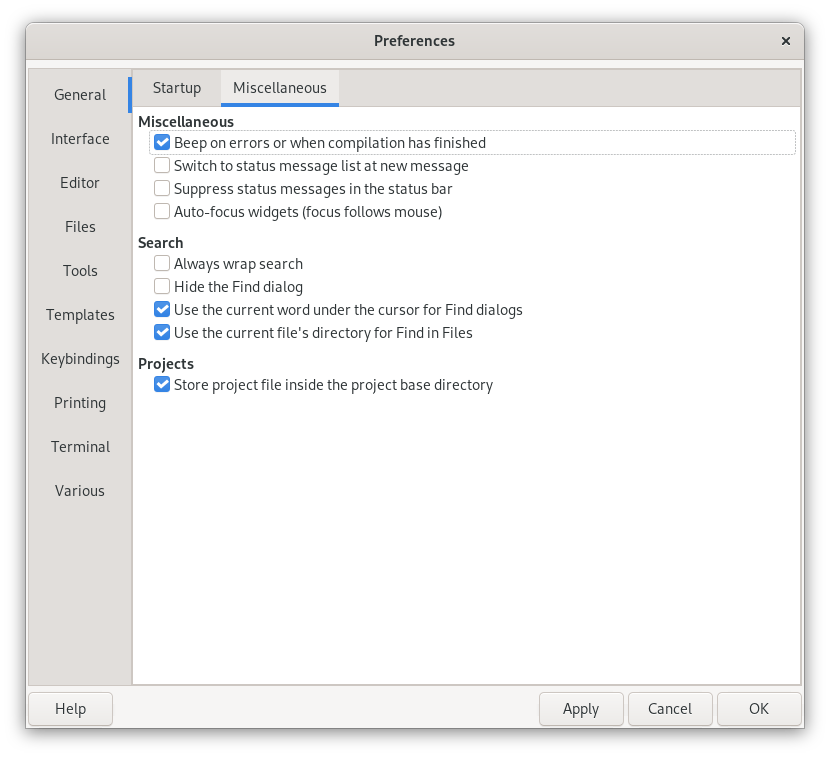 Preferences
General
Interface
Editor
Files
Tools
Templates
Keybindings
Printing
Terminal
Various
Startup
Miscellaneous
Miscellaneous
Beep on errors or when compilation has finished
Switch to status message list at new message
Suppress status messages in the status bar
Auto-focus widgets (focus follows mouse)
Search
Always wrap search
Hide the Find dialog
Use the current word under the cursor for Find dialogs
Use the current file's directory for Find in Files
Projects
Store project file inside the project base directory
Help
Apply
Cancel
OK